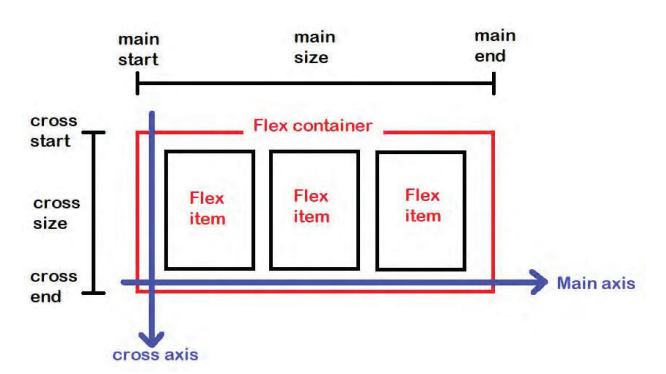 main
start
main
size
main
end
cross
start
Flex container
cross
size
Flex
item
Flex
item
Flex
item
cross
end
Main axis
cross axis